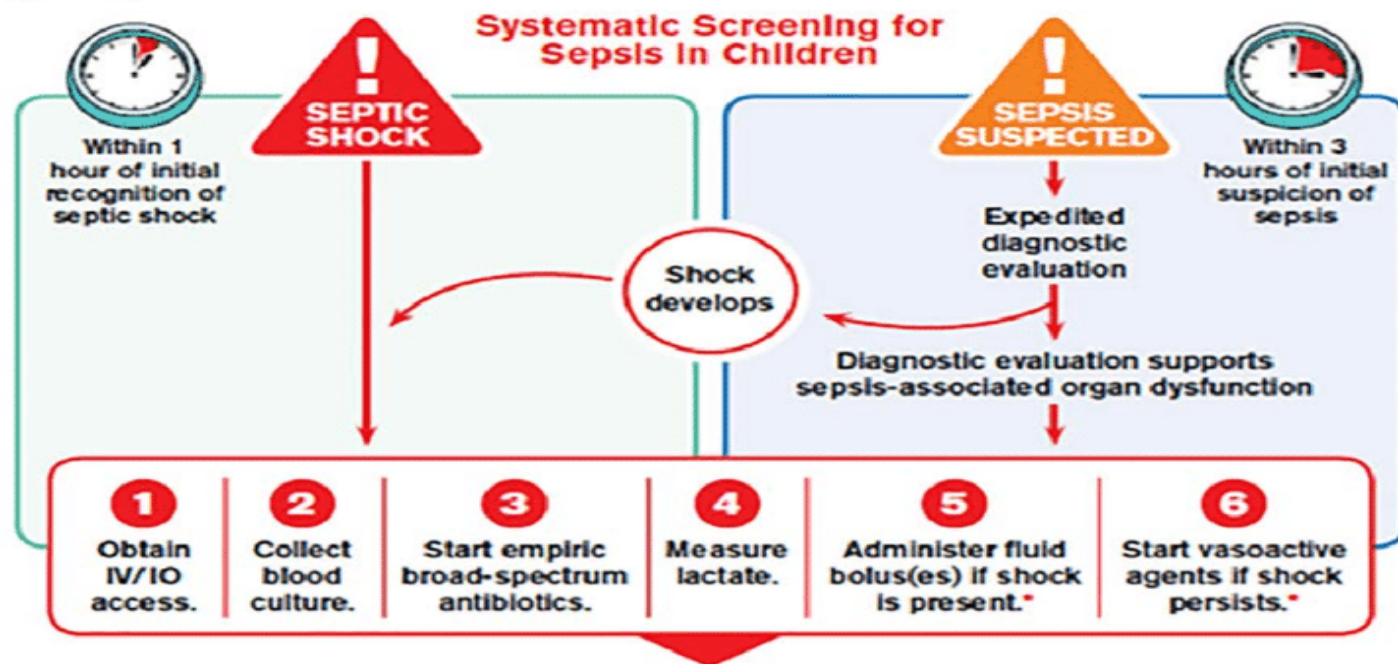 Systematic Screening for
Sepsis in Children
!
SEPTIC
SHOCK
!
SEPSIS
SUSPECTED
Within 1
hour of initial
recognition of
septic shock
Within 3
hours of initial
suspicion of
sepsis
Expedited
diagnostic
evaluation
Shock
develops
Diagnostic evaluation supports
sepsis-associated organ dysfunction
1
Obtain
IV/IO
access.
2
Collect
blood
culture.
3
Start empiric
broad-spectrum
antibiotics.
4
Measure
lactate.
5
Administer fluid
bolus(es) if shock
is present.*
6
Start vasoactive
agents if shock
persists.*